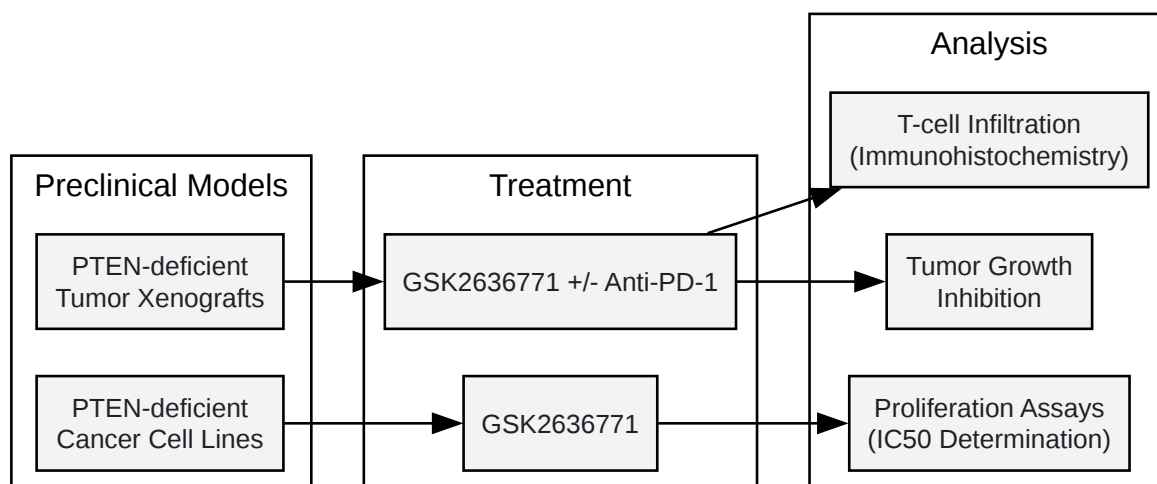 Preclinical Models
PTEN-deficient
Tumor Xenografts
PTEN-deficient
Cancer Cell Lines
Treatment
GSK2636771 +/- Anti-PD-1
GSK2636771
Analysis
T-cell Infiltration
(Immunohistochemistry)
Tumor Growth
Inhibition
Proliferation Assays
(IC50 Determination)